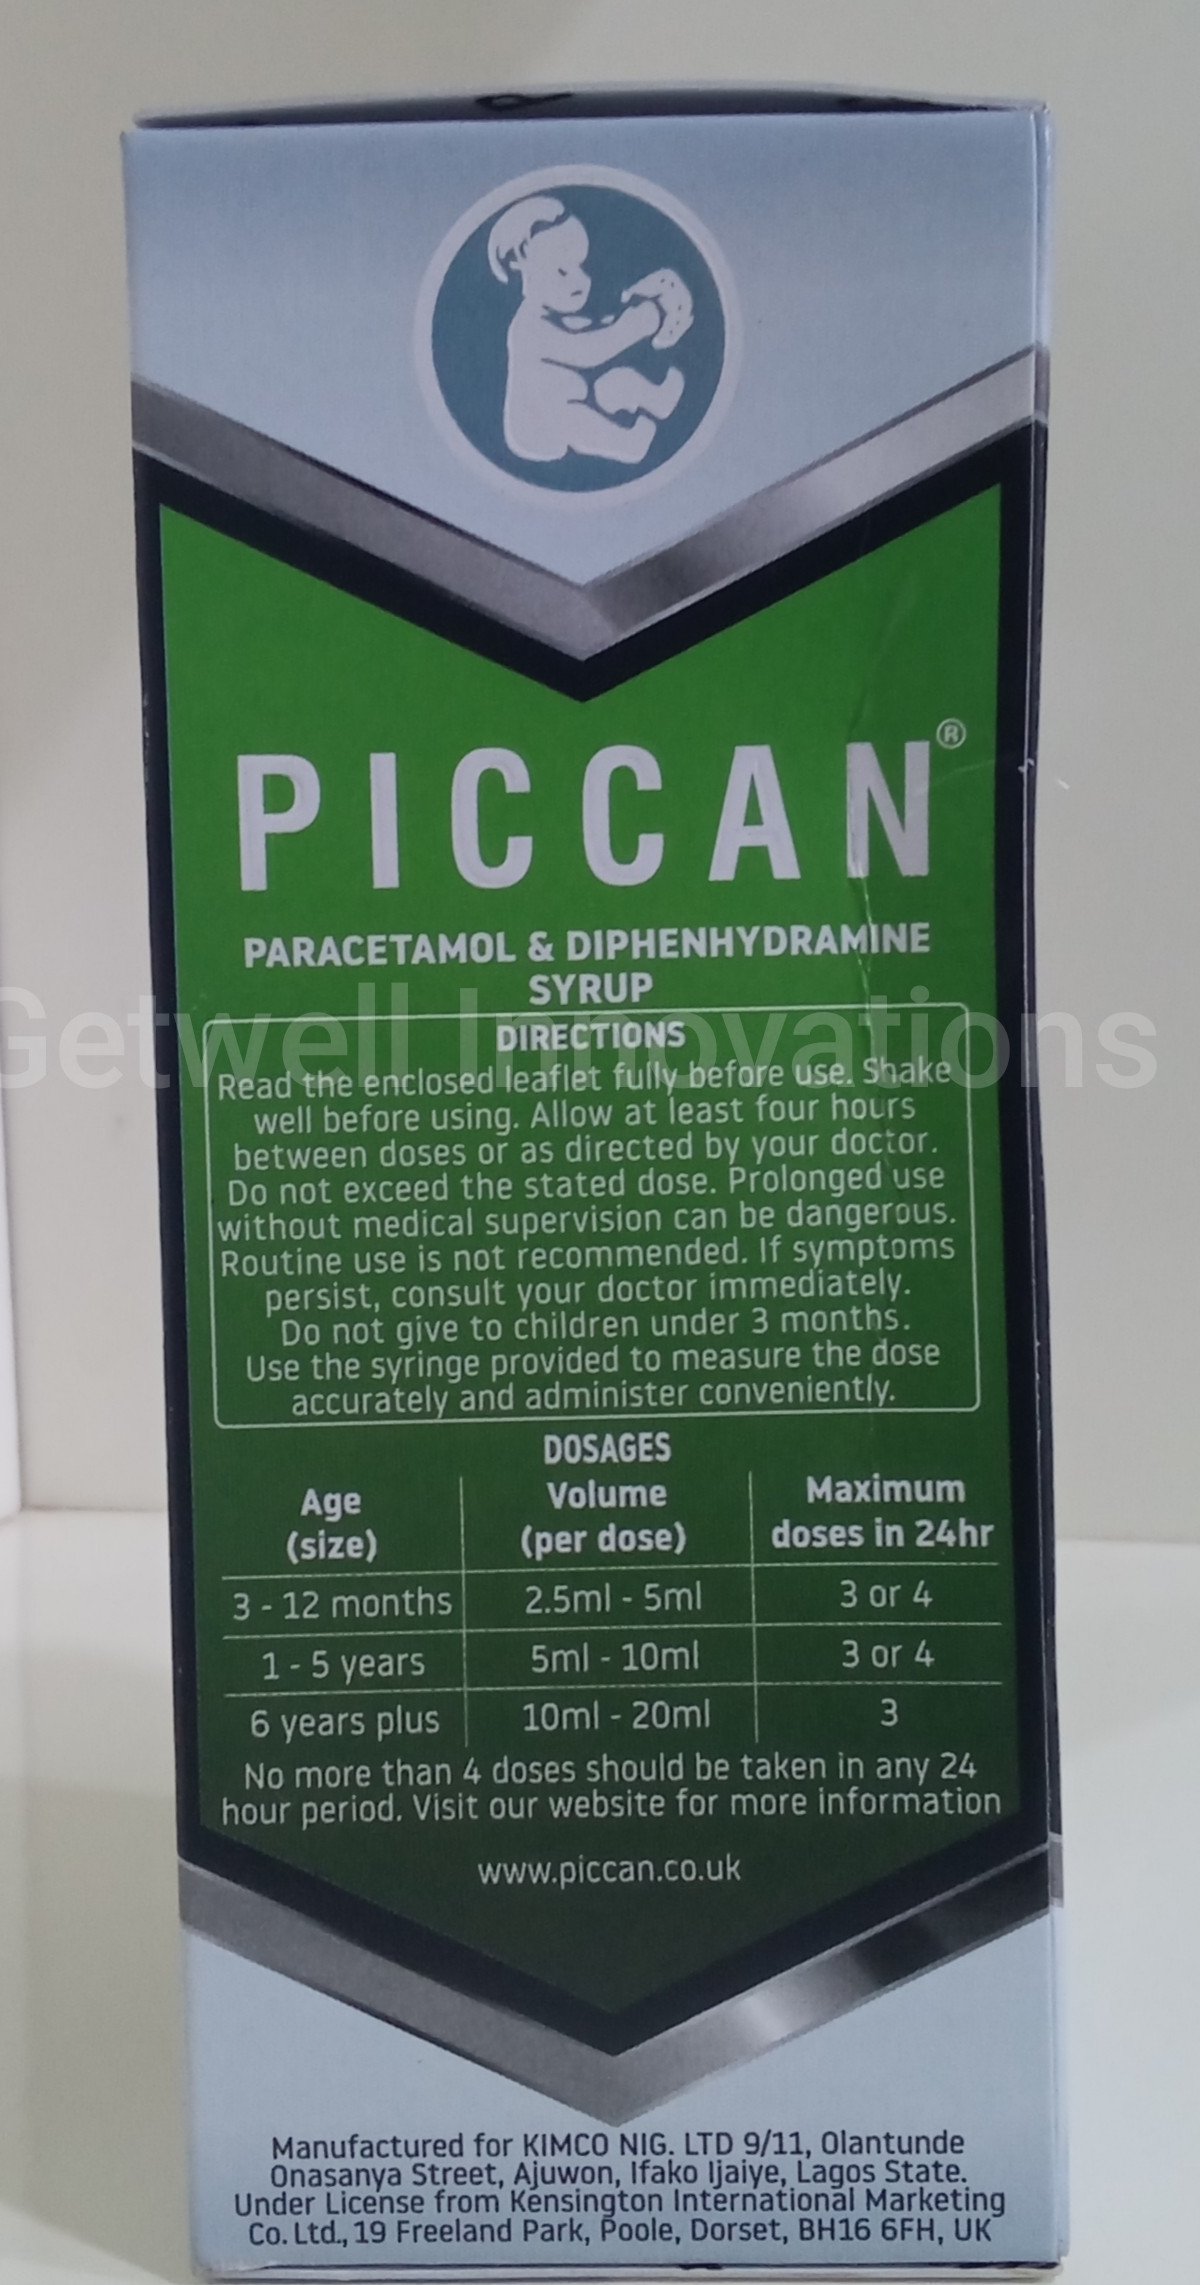 PICCAN®
PARACETAMOL & DIPHENHYDRAMINE
SYRUP
Getwell Innovations
DIRECTIONS
Read the enclosed leaflet fully before use. Shake
well before using. Allow at least four hours
between doses or as directed by your doctor.
Do not exceed the stated dose. Prolonged use
without medical supervision can be dangerous.
Routine use is not recommended. If symptoms
persist, consult your doctor immediately.
Do not give to children under 3 months.
Use the syringe provided to measure the dose
accurately and administer conveniently.
DOSAGES
Age (size) Volume (per dose) Maximum doses in 24hr
3 - 12 months 2.5ml - 5ml 3 or 4
1 - 5 years 5ml - 10ml 3 or 4
6 years plus 10ml - 20ml 3
No more than 4 doses should be taken in any 24
hour period. Visit our website for more information
www.piccan.co.uk
Manufactured for KIMCO NIG. LTD 9/11, Olantunde
Onasanya Street, Ajuwon, Ifako Ijaiye, Lagos State.
Under License from Kensington International Marketing
Co. Ltd., 19 Freeland Park, Poole, Dorset, BH16 6FH, UK